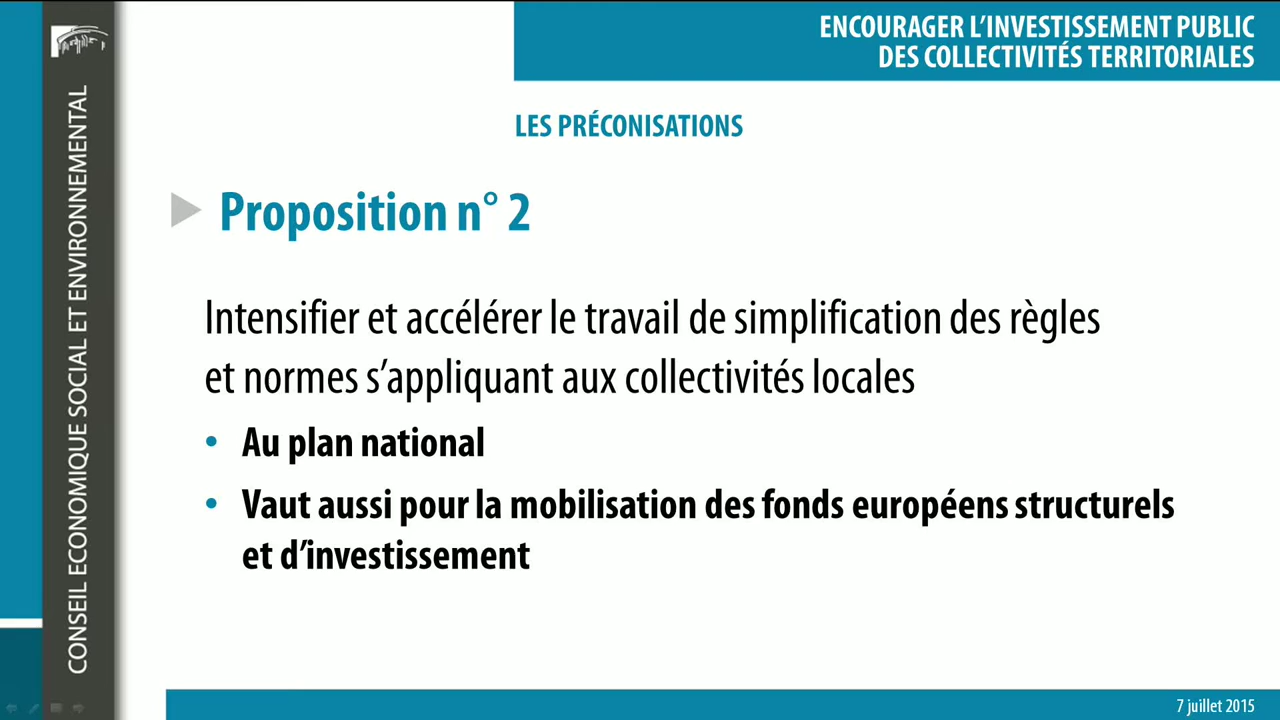 ENCOURAGER L’INVESTISSEMENT PUBLIC
DES COLLECTIVITÉS TERRITORIALES
LES PRÉCONISATIONS
Proposition n° 2
Intensifier et accélérer le travail de simplification des règles
et normes s’appliquant aux collectivités locales
• Au plan national
• Vaut aussi pour la mobilisation des fonds européens structurels
et d’investissement
CONSEIL ECONOMIQUE SOCIAL ET ENVIRONNEMENTAL
7 juillet 2015